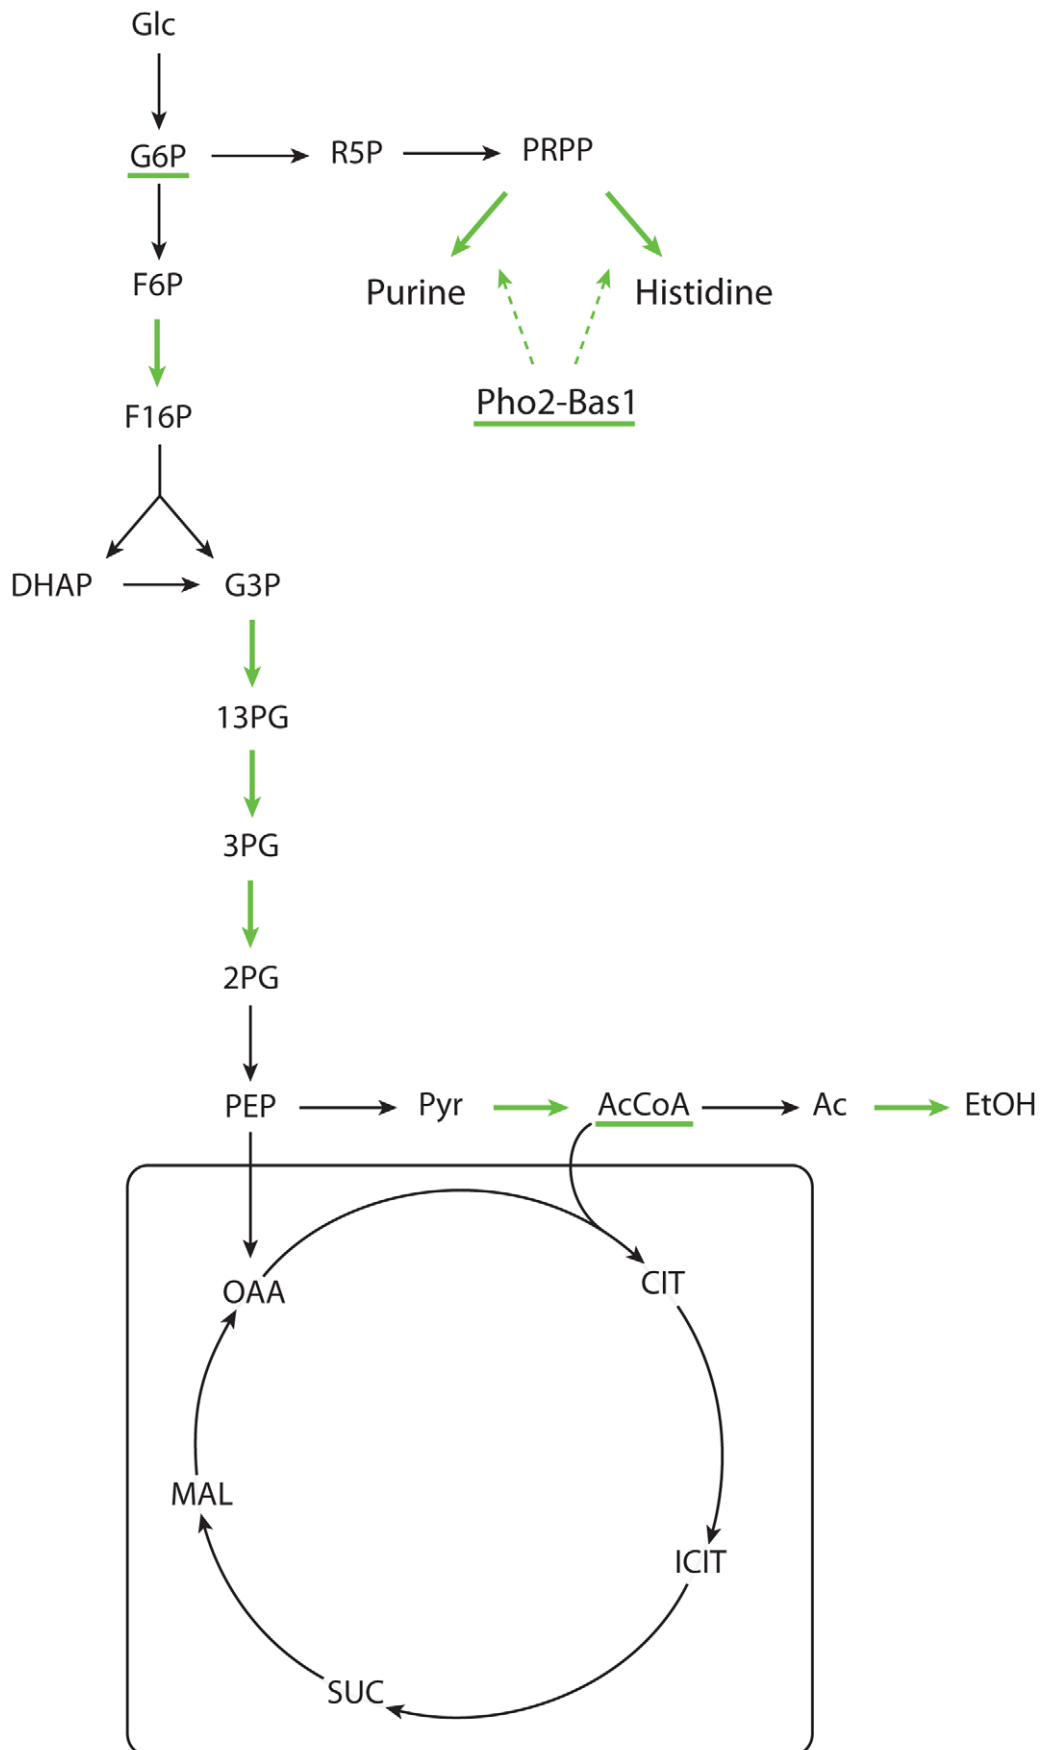 Glc
G6P
R5P
PRPP
F6P
Purine
Histidine
F16P
Pho2-Bas1
DHAP
G3P
13PG
3PG
2PG
PEP
Pyr
AcCoA
Ac
EtOH
OAA
CIT
MAL
ICIT
SUC